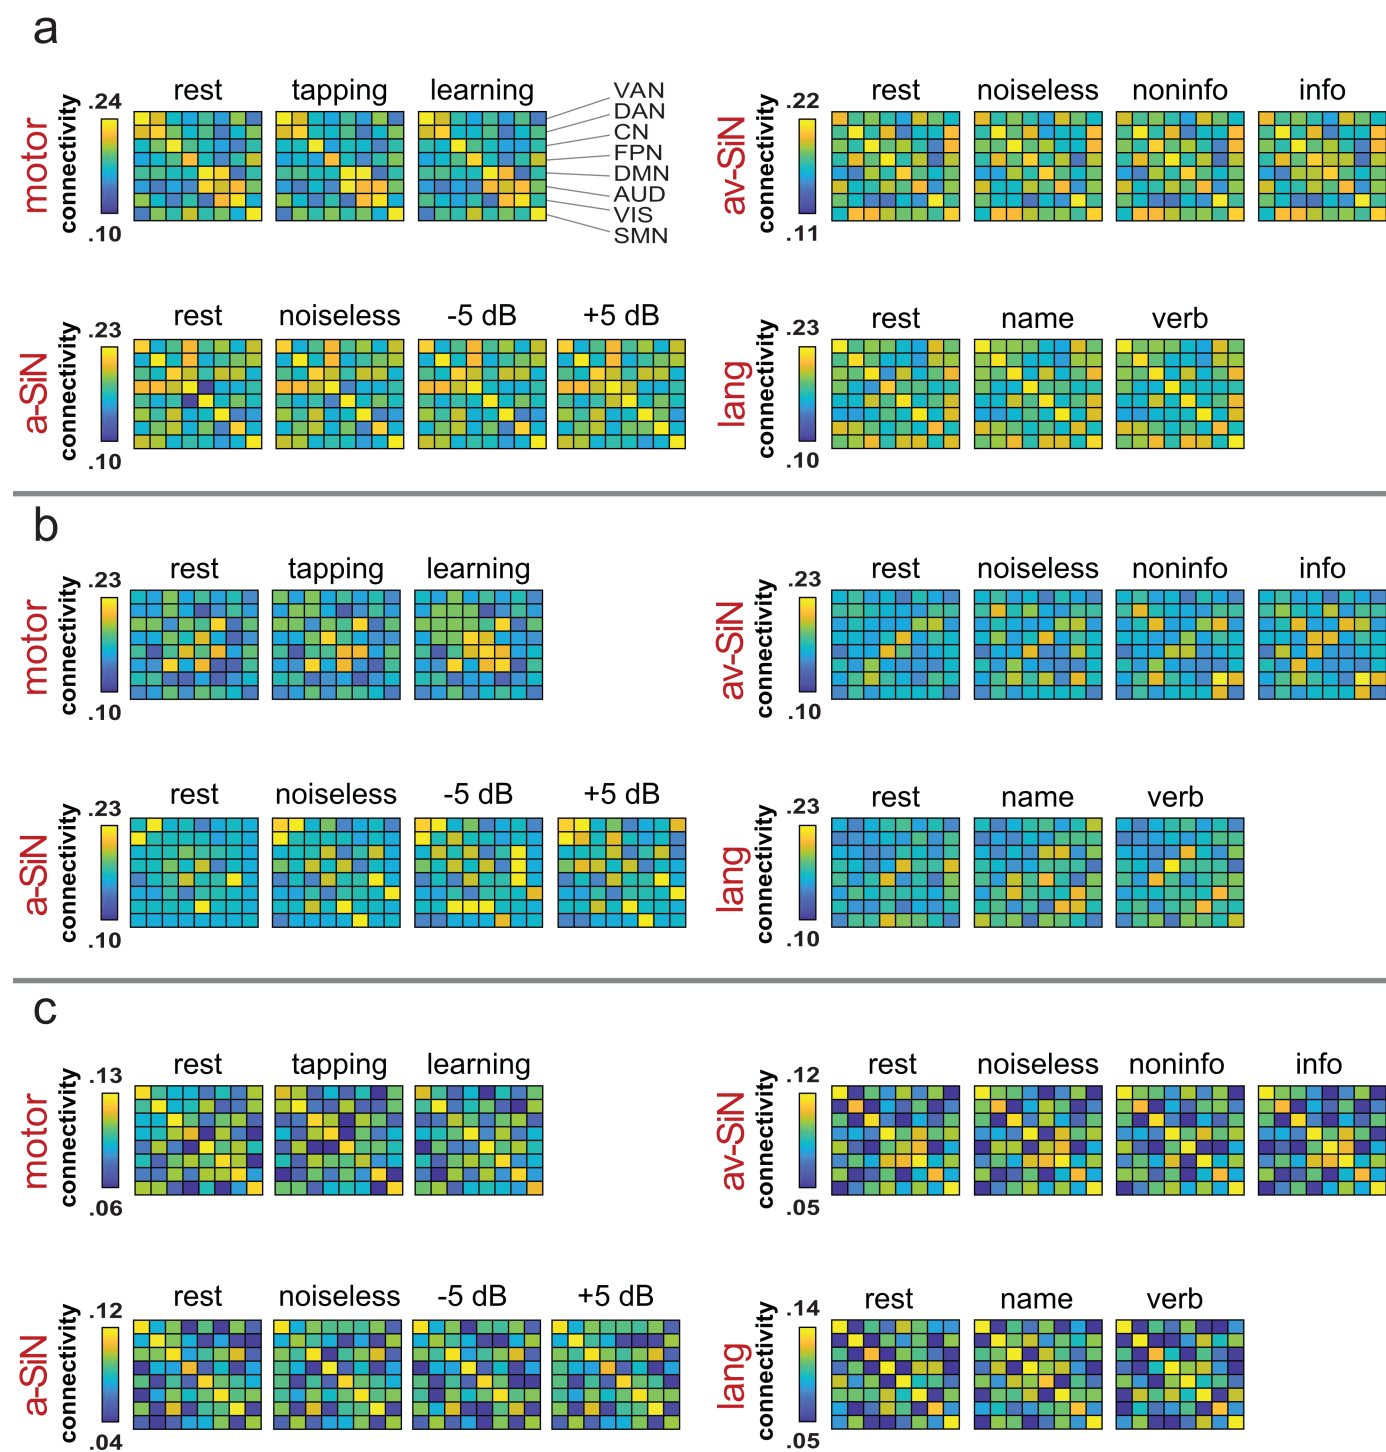 a
motor
connectivity
.24
.10
rest
tapping
learning
VAN
DAN
CN
FPN
DMN
AUD
VIS
SMN
av-SiN
connectivity
.22
.11
rest
noiseless
noninfo
info
a-SiN
connectivity
.23
.10
rest
noiseless
-5 dB
+5 dB
lang
connectivity
.23
.10
rest
name
verb
b
motor
connectivity
.23
.10
rest
tapping
learning
av-SiN
connectivity
.23
.10
rest
noiseless
noninfo
info
a-SiN
connectivity
.23
.10
rest
noiseless
-5 dB
+5 dB
lang
connectivity
.23
.10
rest
name
verb
c
motor
connectivity
.13
.06
rest
tapping
learning
av-SiN
connectivity
.12
.05
rest
noiseless
noninfo
info
a-SiN
connectivity
.12
.04
rest
noiseless
-5 dB
+5 dB
lang
connectivity
.14
.05
rest
name
verb